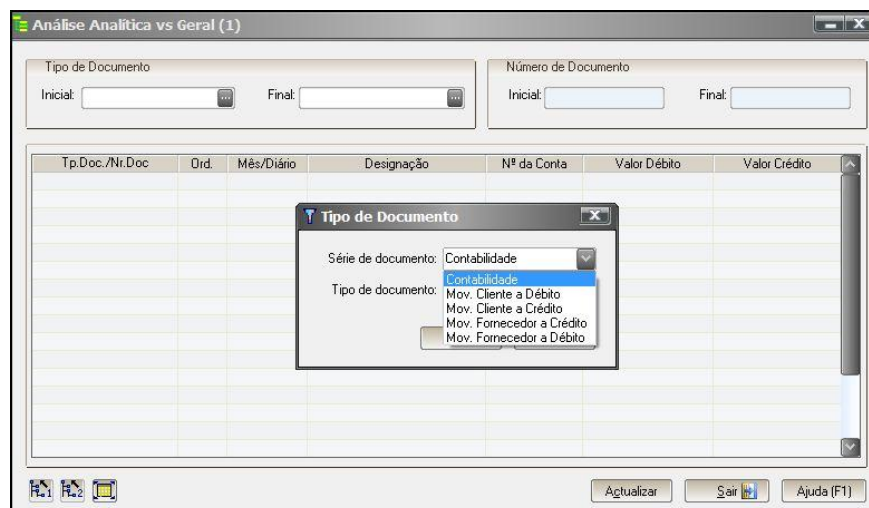 Análise Analítica vs Geral (1)
Tipo de Documento
Inicial:
Final:
Número de Documento
Inicial:
Final:
Tp.Doc./Nr.Doc Ord. Mês/Diário Designação Nº da Conta Valor Débito Valor Crédito
Tipo de Documento
Série de documento: Contabilidade
Tipo de documento:
Contabilidade
Mov. Cliente a Débito
Mov. Cliente a Crédito
Mov. Fornecedor a Crédito
Mov. Fornecedor a Débito
1 2
Actualizar Sair Ajuda (F1)